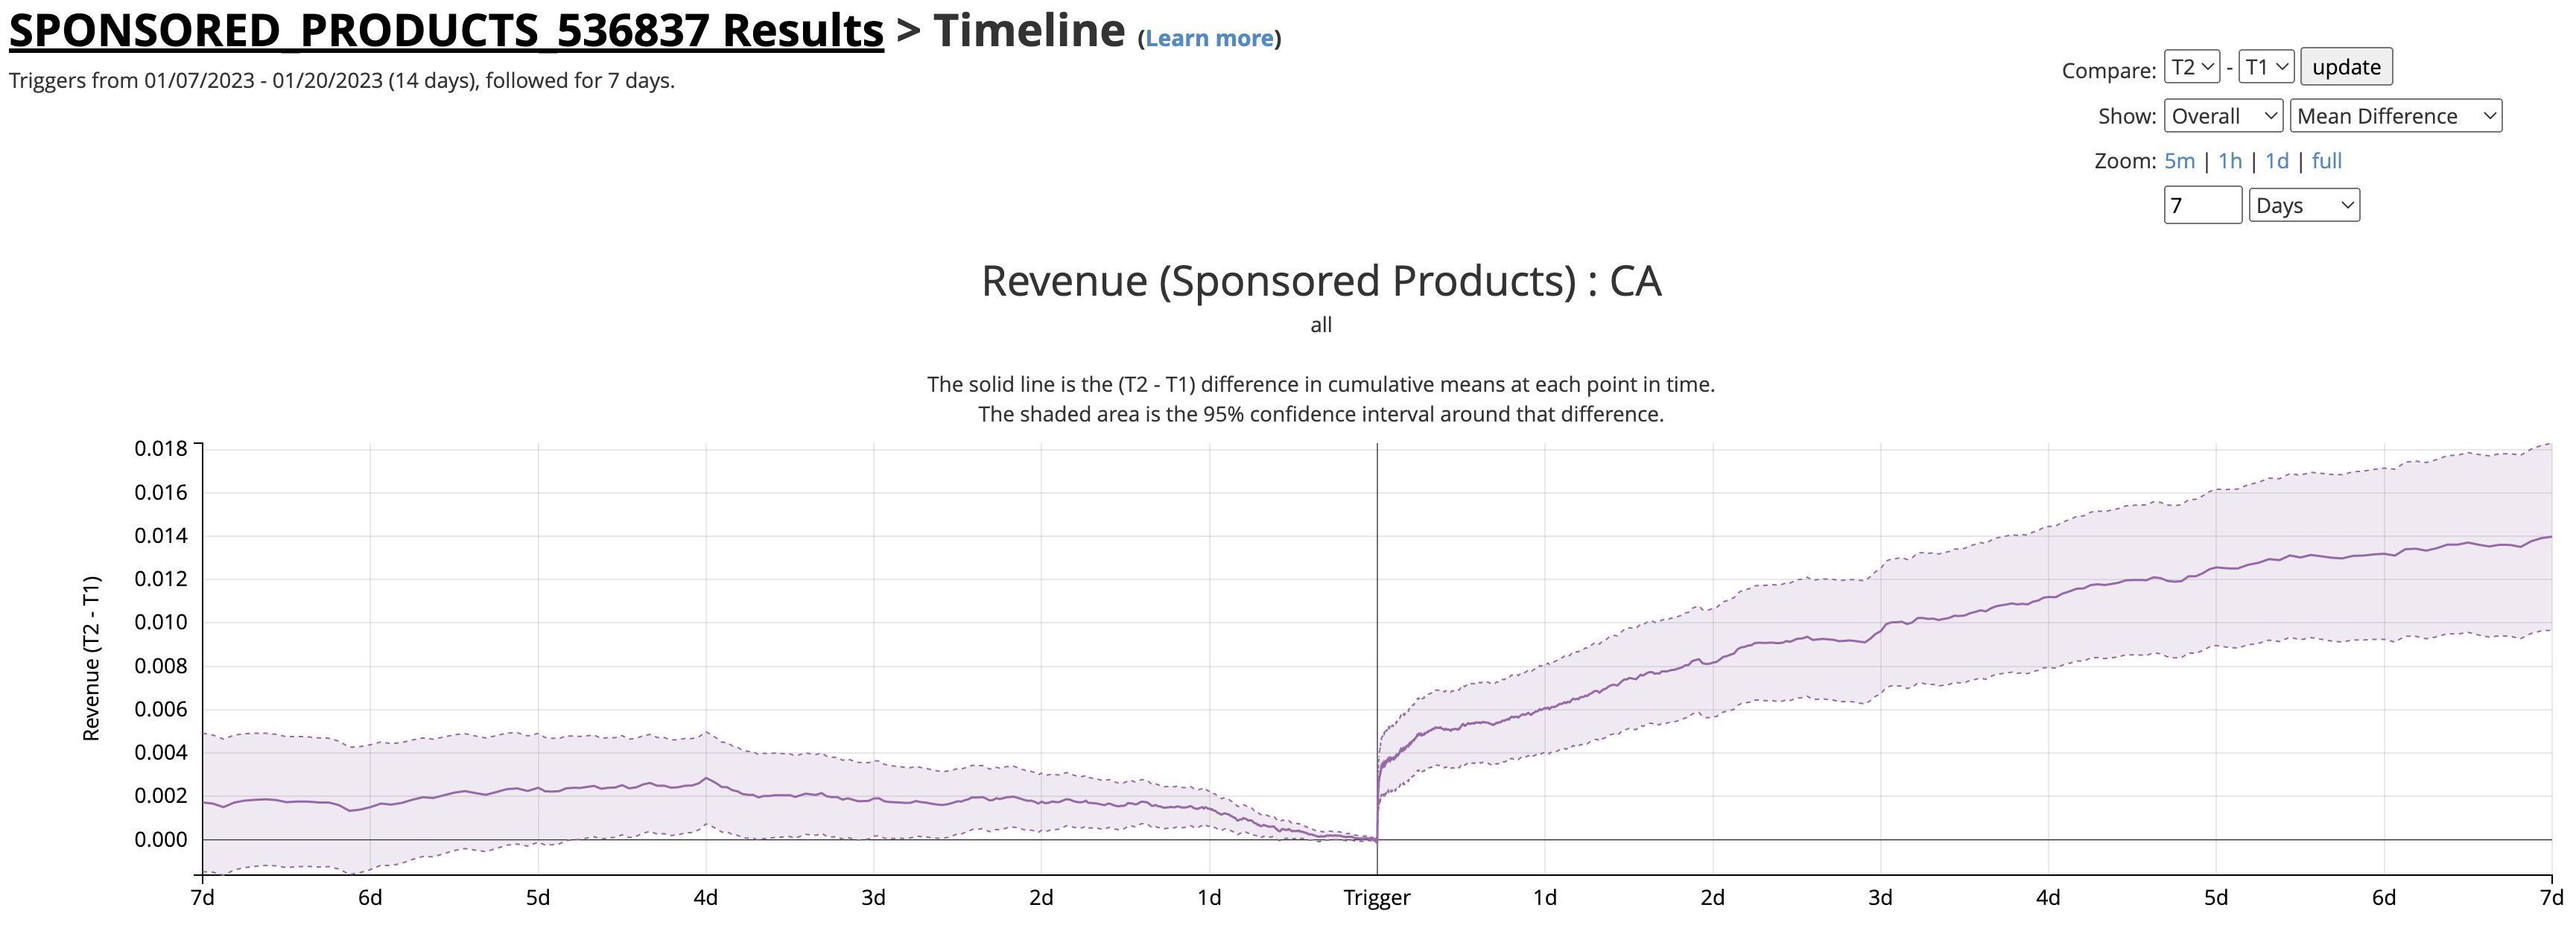 SPONSORED_PRODUCTS_536837 Results > Timeline (Learn more)
Triggers from 01/07/2023 - 01/20/2023 (14 days), followed for 7 days.
Compare: T2 - T1 update
Show: Overall Mean Difference
Zoom: 5m | 1h | 1d | full
7 Days
Revenue (Sponsored Products) : CA
all
The solid line is the (T2 - T1) difference in cumulative means at each point in time.
The shaded area is the 95% confidence interval around that difference.
Revenue (T2 - T1)
0.018
0.016
0.014
0.012
0.010
0.008
0.006
0.004
0.002
0.000
7d 6d 5d 4d 3d 2d 1d Trigger 1d 2d 3d 4d 5d 6d 7d